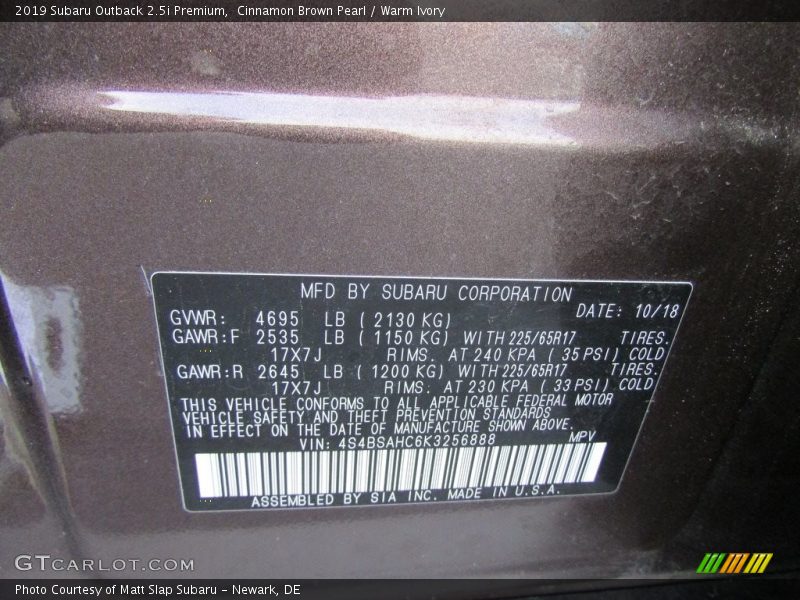 2019 Subaru Outback 2.5i Premium,  Cinnamon Brown Pearl / Warm Ivory
MFD BY SUBARU CORPORATION
DATE: 10/18
GVWR: 4695 LB (2130 KG)
GAWR:F 2535 LB (1150 KG) WITH 225/65R17 TIRES.
17X7J RIMS. AT 240 KPA (35 PSI) COLD
GAWR:R 2645 LB (1200 KG) WITH 225/65R17 TIRES.
17X7J RIMS. AT 230 KPA (33 PSI) COLD
THIS VEHICLE CONFORMS TO ALL APPLICABLE FEDERAL MOTOR
VEHICLE SAFETY AND THEFT PREVENTION STANDARDS
IN EFFECT ON THE DATE OF MANUFACTURE SHOWN ABOVE.
VIN: 4S4BSAHC6K3256888 MPV
ASSEMBLED BY SIA INC. MADE IN U.S.A.
GTCARLOT.COM
Photo Courtesy of Matt Slap Subaru – Newark, DE